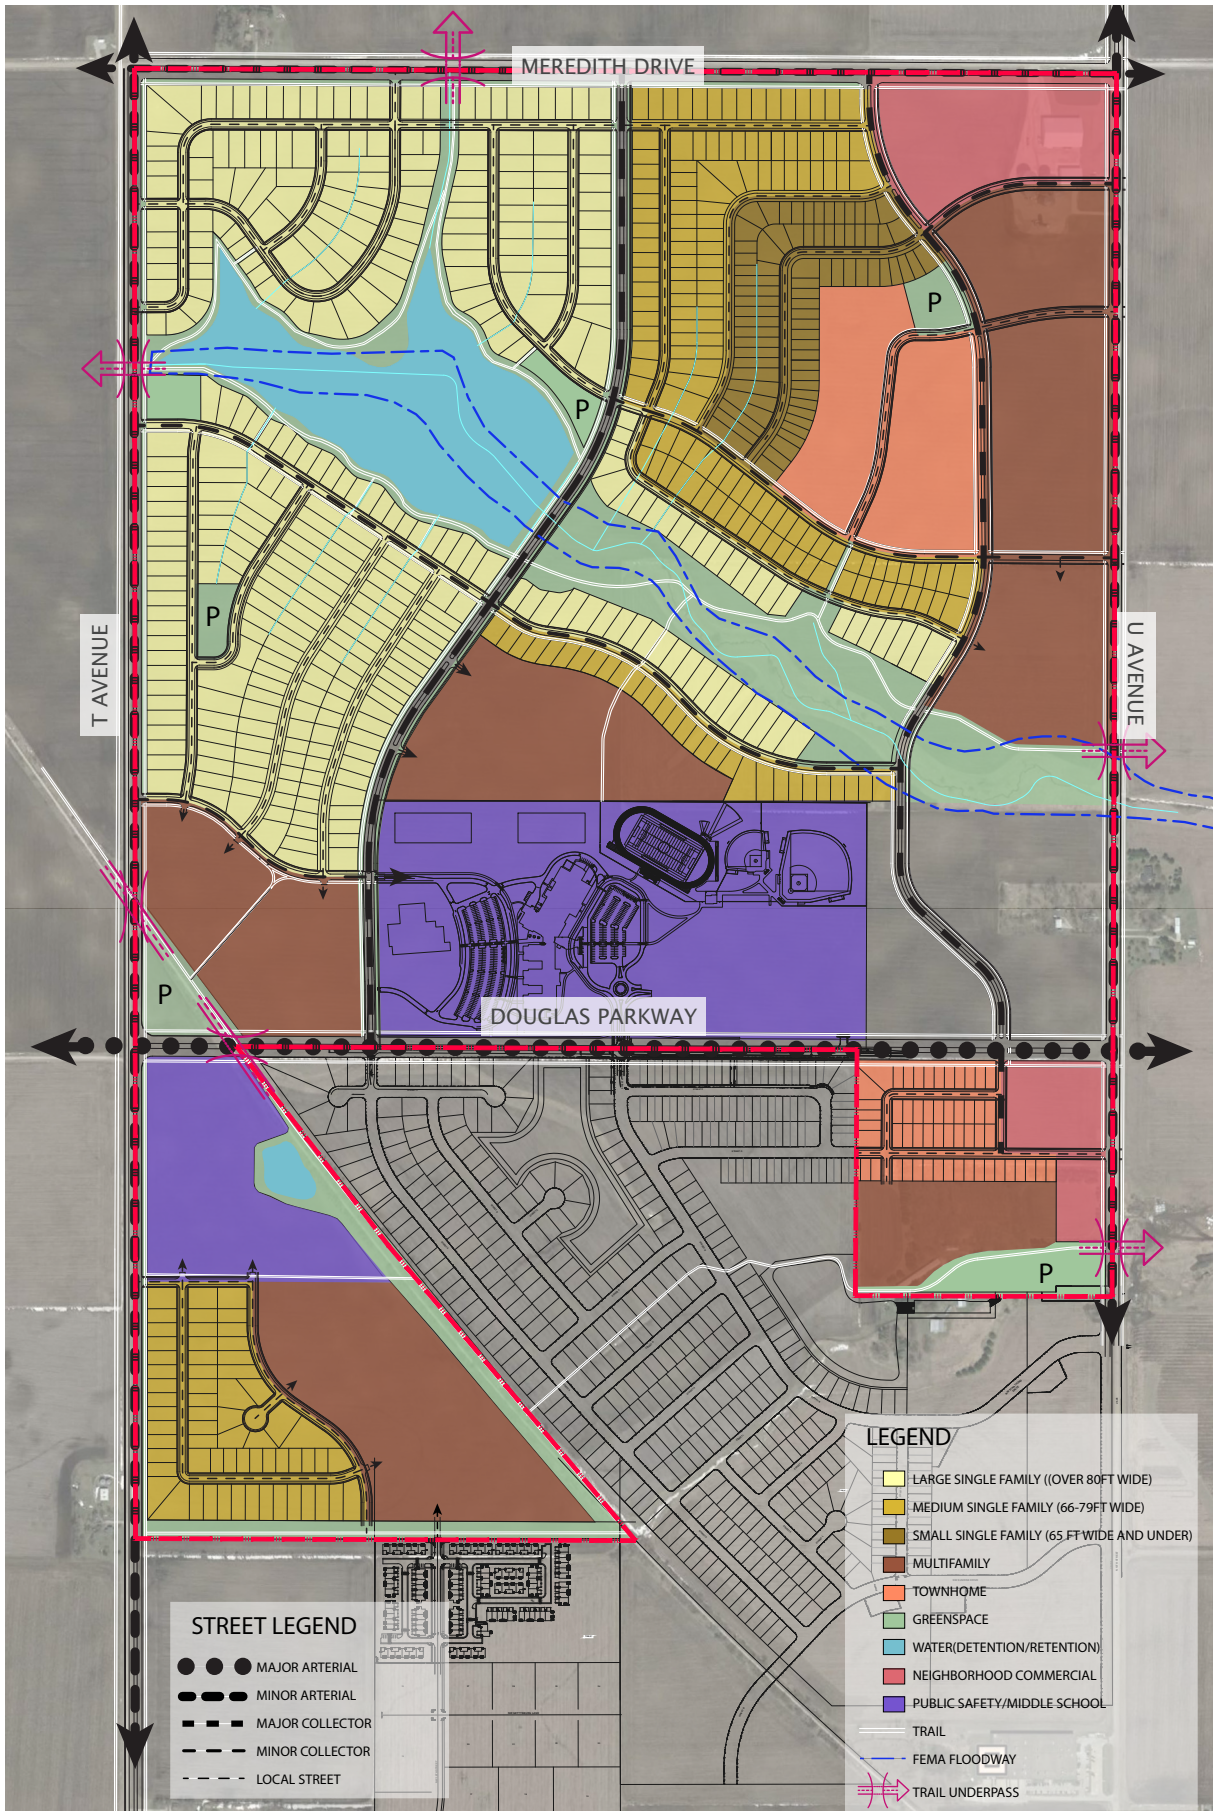 MEREDITH DRIVE
P
P
P
T AVENUE
U AVENUE
P
DOUGLAS PARKWAY
P
LEGEND
LARGE SINGLE FAMILY ((OVER 80FT WIDE)
MEDIUM SINGLE FAMILY (66-79FT WIDE)
SMALL SINGLE FAMILY (65 FT WIDE AND UNDER)
MULTIFAMILY
TOWNHOME
GREENSPACE
WATER(DETENTION/RETENTION)
NEIGHBORHOOD COMMERCIAL
PUBLIC SAFETY/MIDDLE SCHOOL
TRAIL
FEMA FLOODWAY
TRAIL UNDERPASS
STREET LEGEND
MAJOR ARTERIAL
MINOR ARTERIAL
MAJOR COLLECTOR
MINOR COLLECTOR
LOCAL STREET